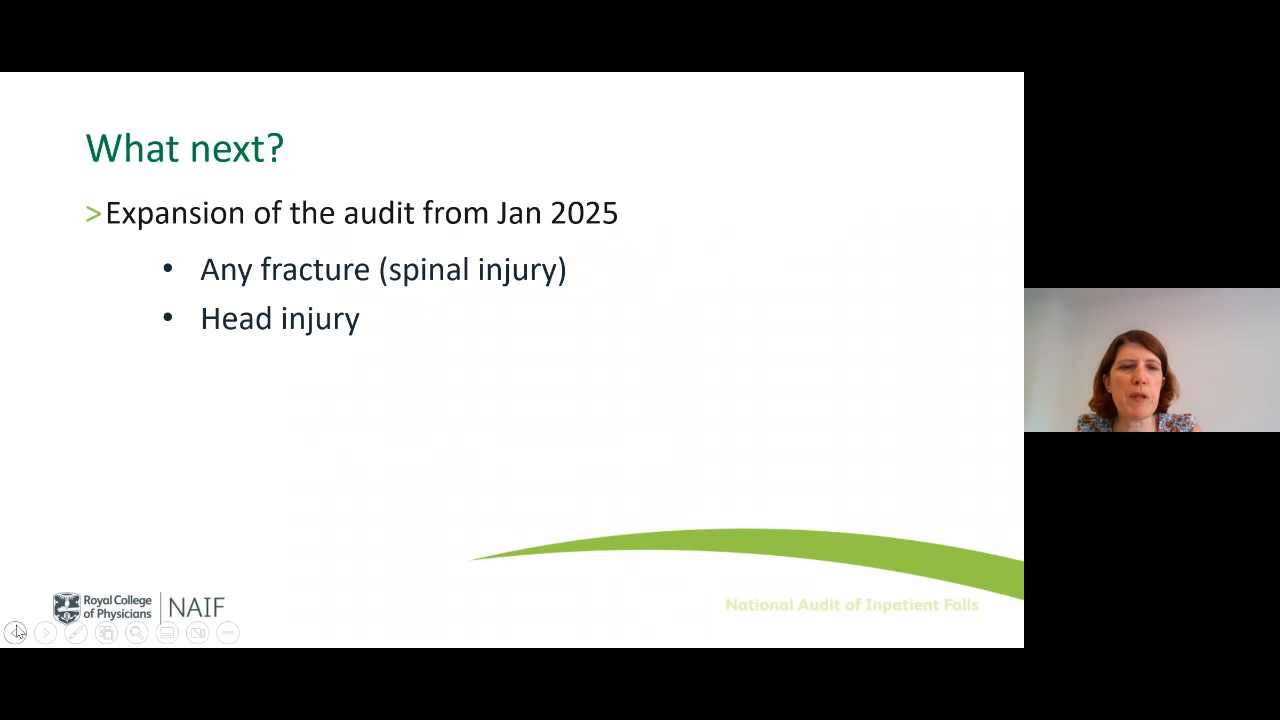 What next?
>Expansion of the audit from Jan 2025
• Any fracture (spinal injury)
• Head injury
Royal College
of Physicians
NAIF
National Audit of Inpatient Falls